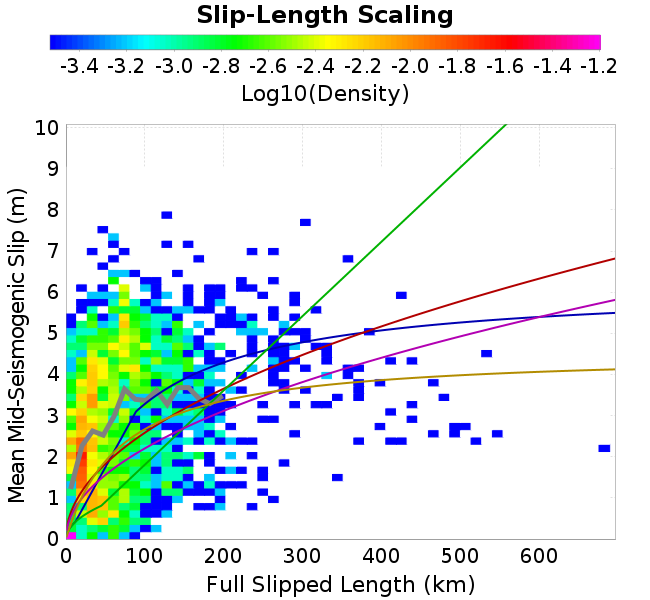 Slip-Length Scaling
-3.4 -3.2 -3.0 -2.8 -2.6 -2.4 -2.2 -2.0 -1.8 -1.6 -1.4 -1.2
Log10(Density)
10
9
8
7
6
5
4
3
2
1
0
Mean Mid-Seismogenic Slip (m)
0 100 200 300 400 500 600
Full Slipped Length (km)